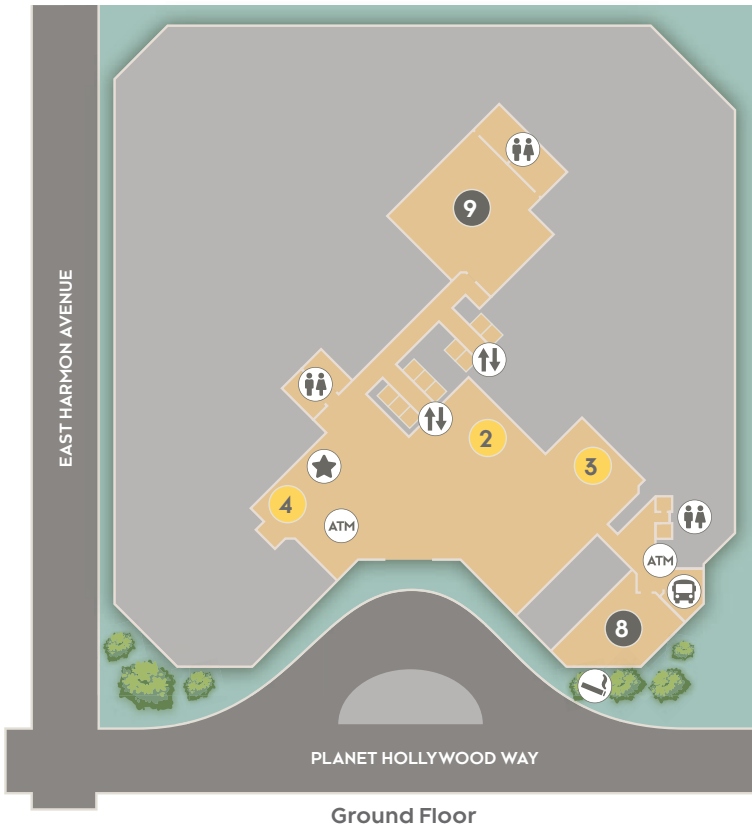 9
2
3
4
ATM
ATM
8
EAST HARMON AVENUE
PLANET HOLLYWOOD WAY
Ground Floor